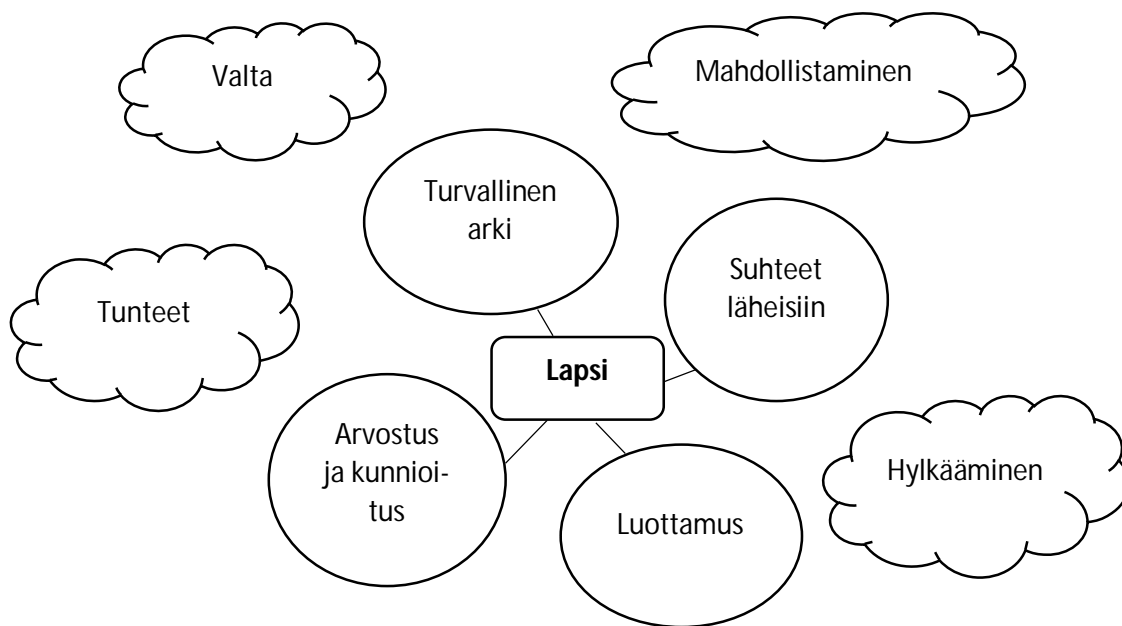 Valta
Mahdollistaminen
Turvallinen
arki
Suhteet
läheisiin
Tunteet
Lapsi
Arvostus
ja kunnioi-
tus
Hylkääminen
Luottamus